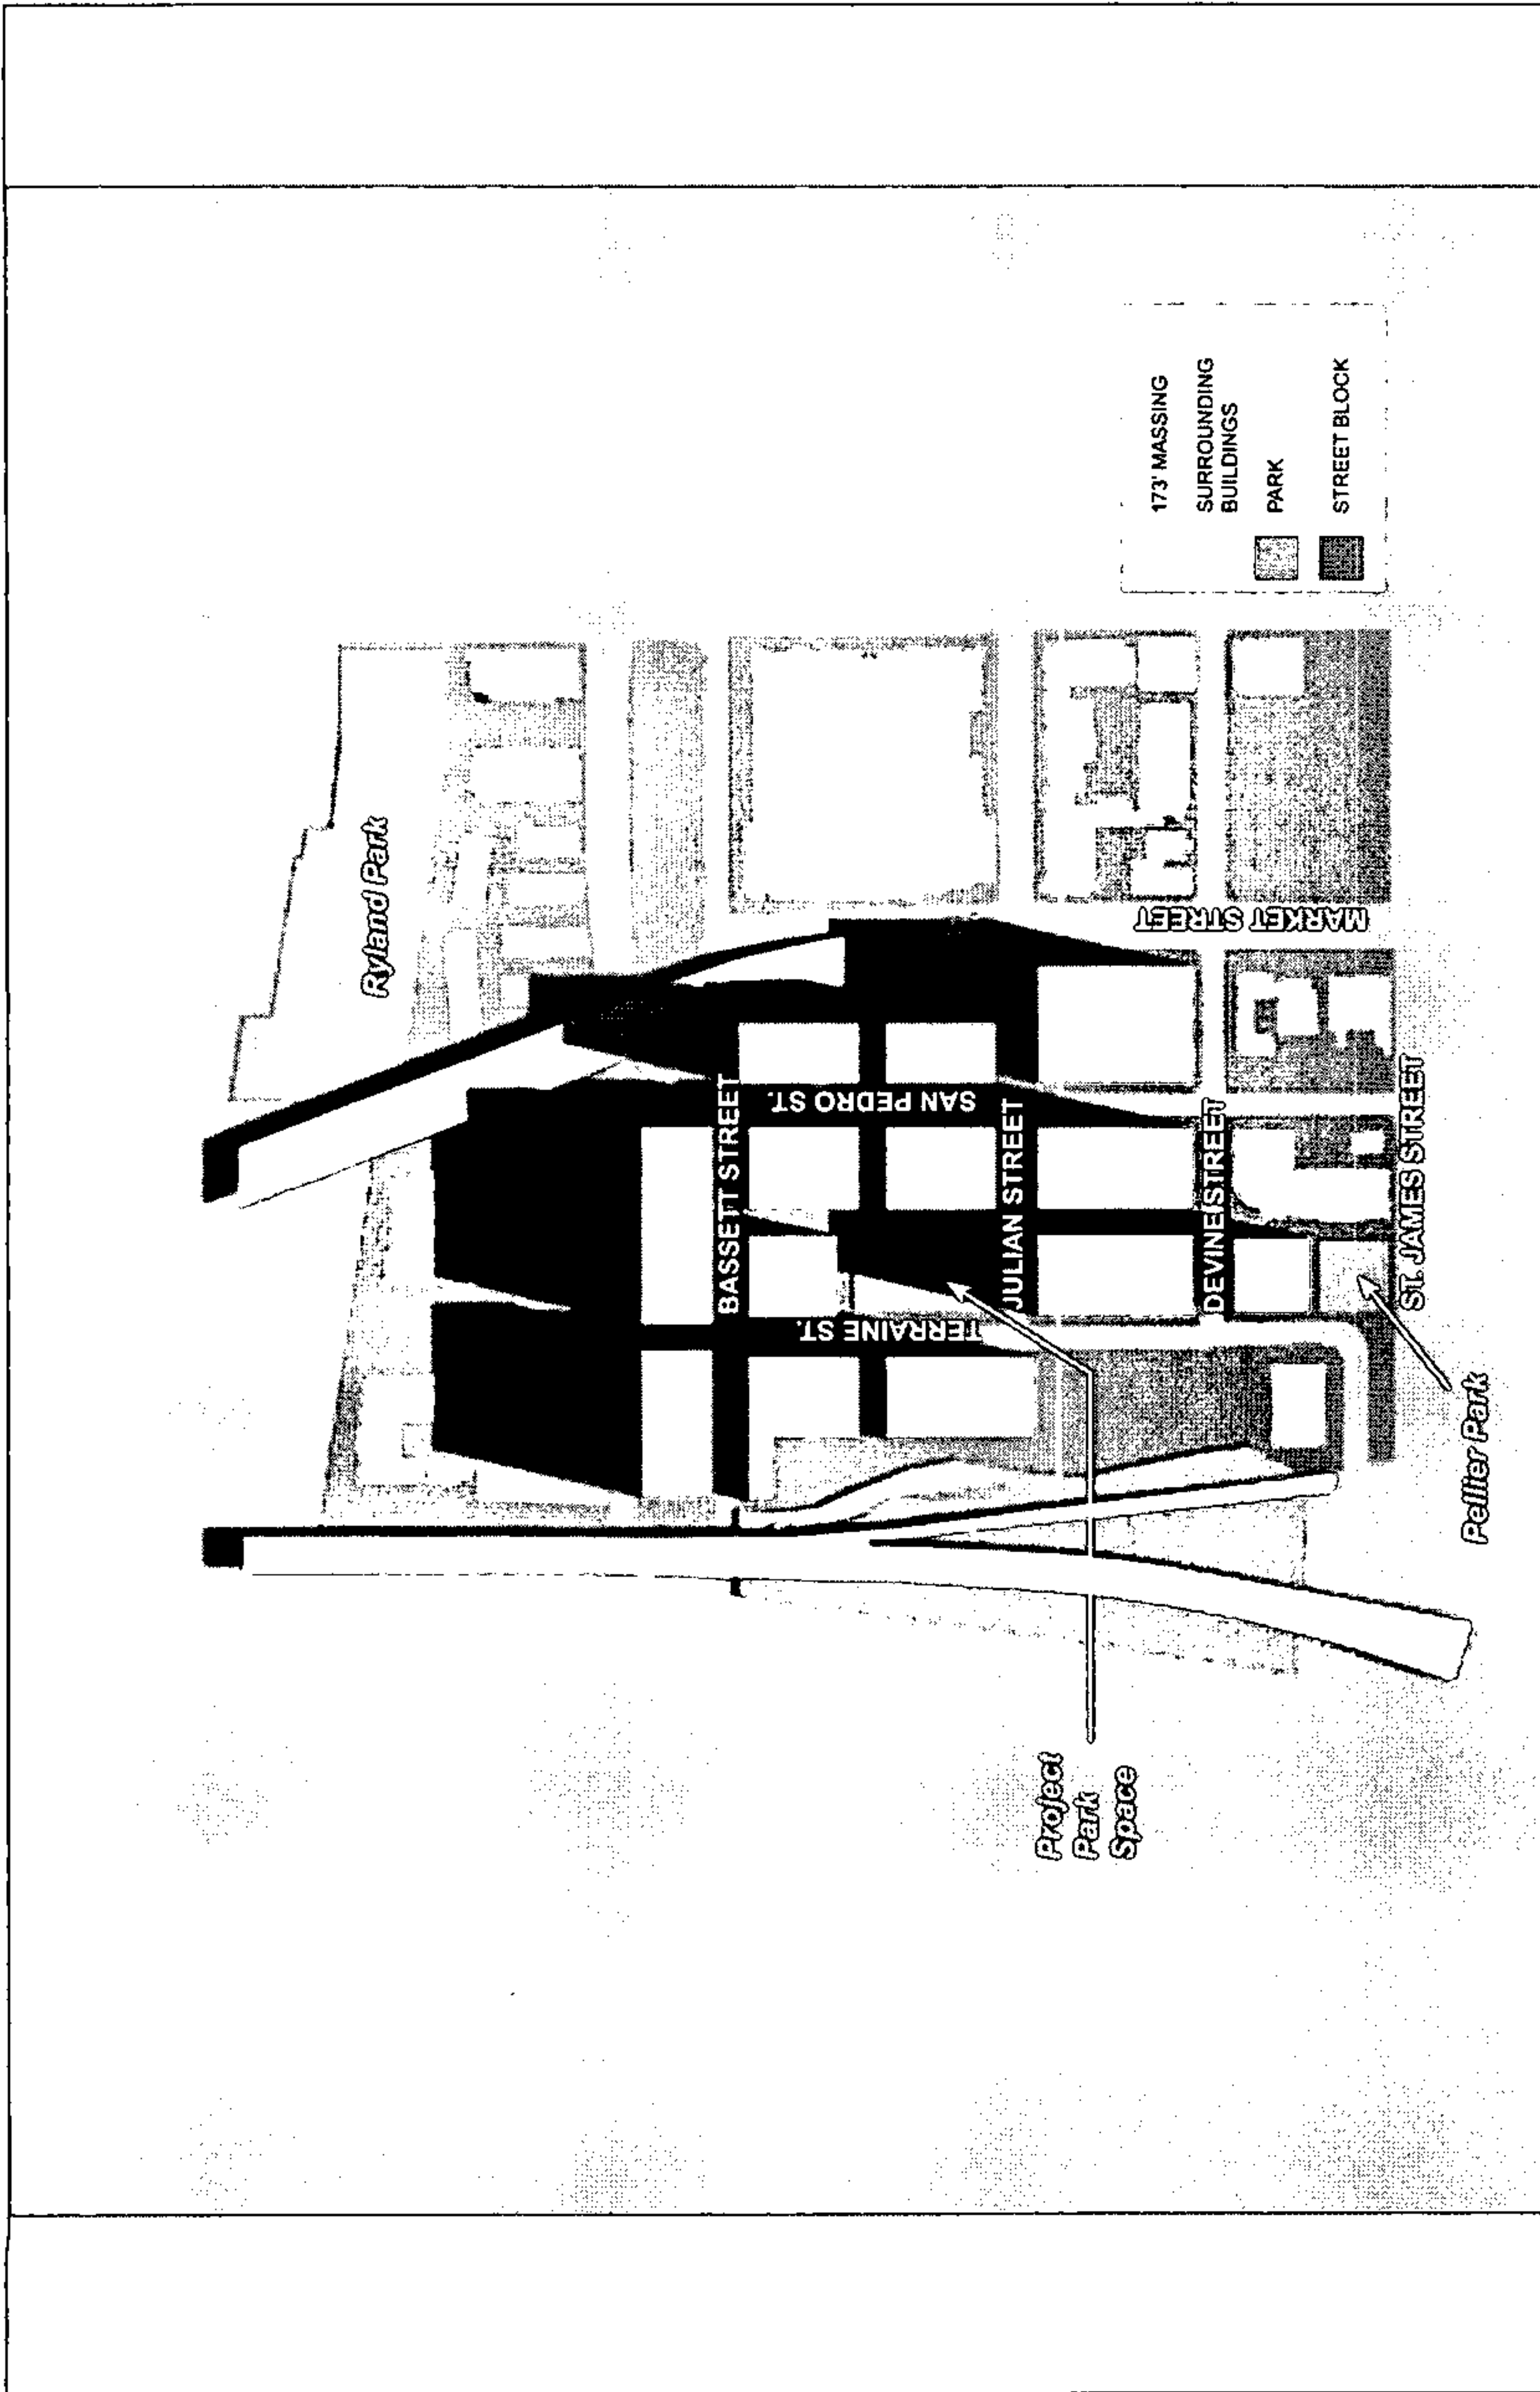 Ryland Park
173' MASSING
SURROUNDING
BUILDINGS
PARK
STREET BLOCK
MARKET STREET
SAN PEDRO ST.
TERRAINE ST.
BASSETT STREET
JULIAN STREET
DEVINE STREET
ST. JAMES STREET
Pellier Park
Project
Park
Space